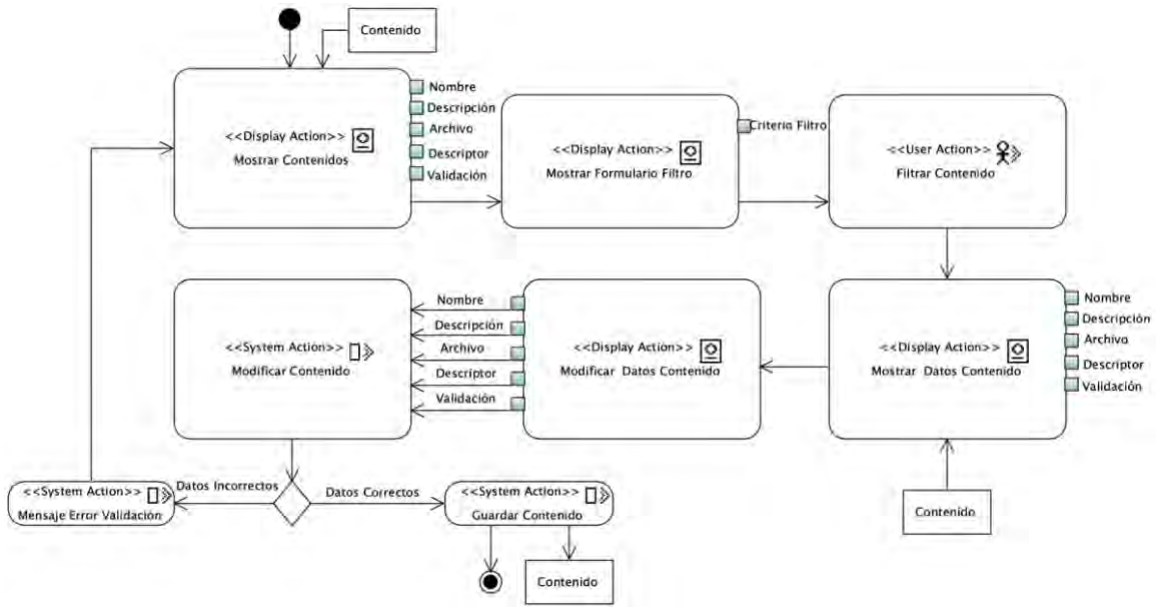 Contenido
Nombre
Descripción
Archivo
Descriptor
Validación
<<Display Action>>
Mostrar Contenidos
<<Display Action>>
Mostrar Formulario Filtro
Criterio Filtro
<<User Action>>
Filtrar Contenido
<<System Action>>
Modificar Contenido
Nombre
Descripción
Archivo
Descriptor
Validación
<<Display Action>>
Modificar Datos Contenido
<<Display Action>>
Mostrar Datos Contenido
Nombre
Descripción
Archivo
Descriptor
Validación
<<System Action>>
Mensaje Error Validación
Datos Incorrectos
Datos Correctos
<<System Action>>
Guardar Contenido
Contenido
Contenido